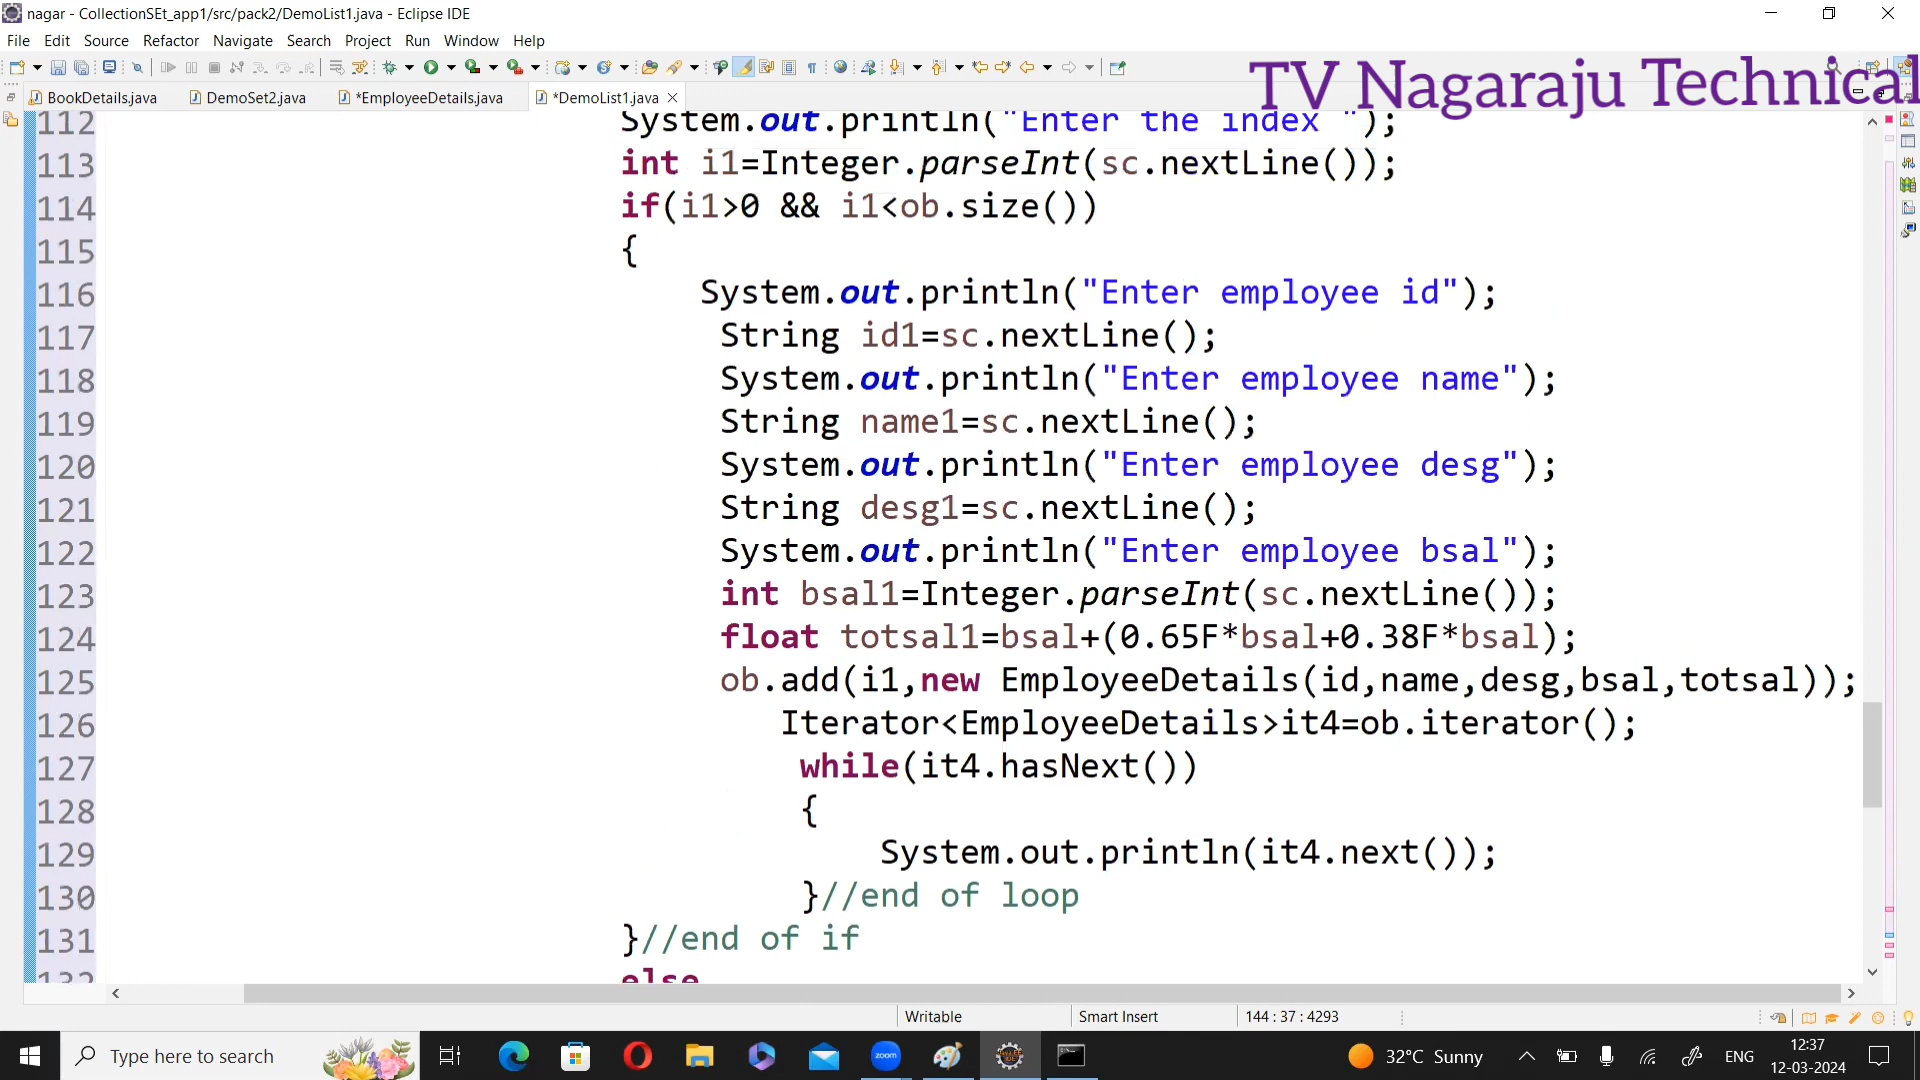 nagar - CollectionSEt_app1/src/pack2/DemoList1.java - Eclipse IDE
File Edit Source Refactor Navigate Search Project Run Window Help
TV Nagaraju Technical
BookDetails.java DemoSet2.java *EmployeeDetails.java *DemoList1.java
112 System.out.println("Enter the index ");
113 int i1=Integer.parseInt(sc.nextLine());
114 if(i1>0 && i1<ob.size())
115 {
116 System.out.println("Enter employee id");
117 String id1=sc.nextLine();
118 System.out.println("Enter employee name");
119 String name1=sc.nextLine();
120 System.out.println("Enter employee desg");
121 String desg1=sc.nextLine();
122 System.out.println("Enter employee bsal");
123 int bsal1=Integer.parseInt(sc.nextLine());
124 float totsal1=bsal+(0.65F*bsal+0.38F*bsal);
125 ob.add(i1,new EmployeeDetails(id,name,desg,bsal,totsal));
126 Iterator<EmployeeDetails>it4=ob.iterator();
127 while(it4.hasNext())
128 {
129 System.out.println(it4.next());
130 }//end of loop
131 }//end of if
132 else
Writable Smart Insert 144 : 37 : 4293
Type here to search zoom 32°C Sunny ENG 12:37
12-03-2024